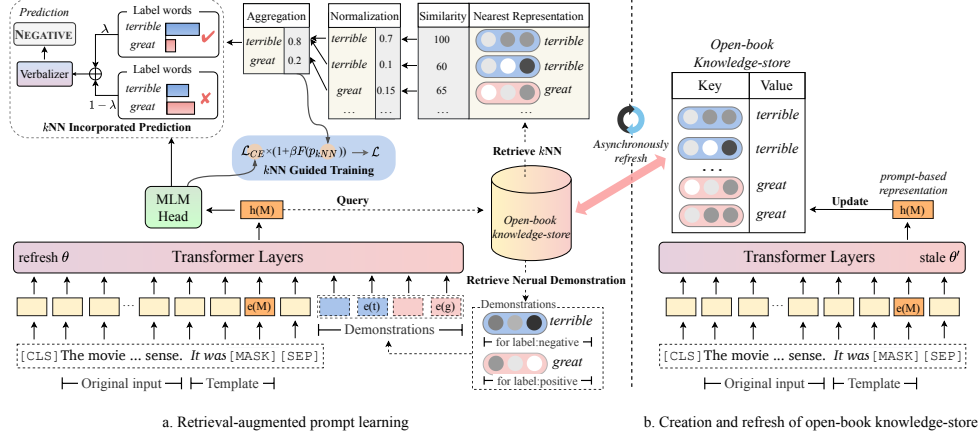 Prediction
NEGATIVE
Verbalizer
λ
1 − λ
Label words
terrible
great
Label words
terrible
great
kNN Incorporated Prediction
Aggregation
terrible 0.8
great 0.2
Normalization
terrible 0.7
terrible 0.1
great 0.15
... ...
Similarity
100
60
65
Nearest Representation
terrible
terrible
great
... ...
L_CE×(1+βF(p_kNN)) → L
kNN Guided Training
MLM Head
h(M)
Query
Retrieve kNN
Open-book
knowledge-store
Retrieve Nerual Demonstration
refresh θ
Transformer Layers
...
e(M)
e(t)
e(g)
Demonstrations
[CLS] The movie ... sense. It was [MASK] [SEP]
Original input
Template
Demonstrations
terrible
for label:negative
great
for label:positive
a. Retrieval-augmented prompt learning
Asynchronously
refresh
Open-book
Knowledge-store
Key
Value
terrible
terrible
...
great
great
prompt-based
representation
Update
h(M)
Transformer Layers
stale θ′
...
e(M)
[CLS] The movie ... sense. It was [MASK] [SEP]
Original input
Template
b. Creation and refresh of open-book knowledge-store